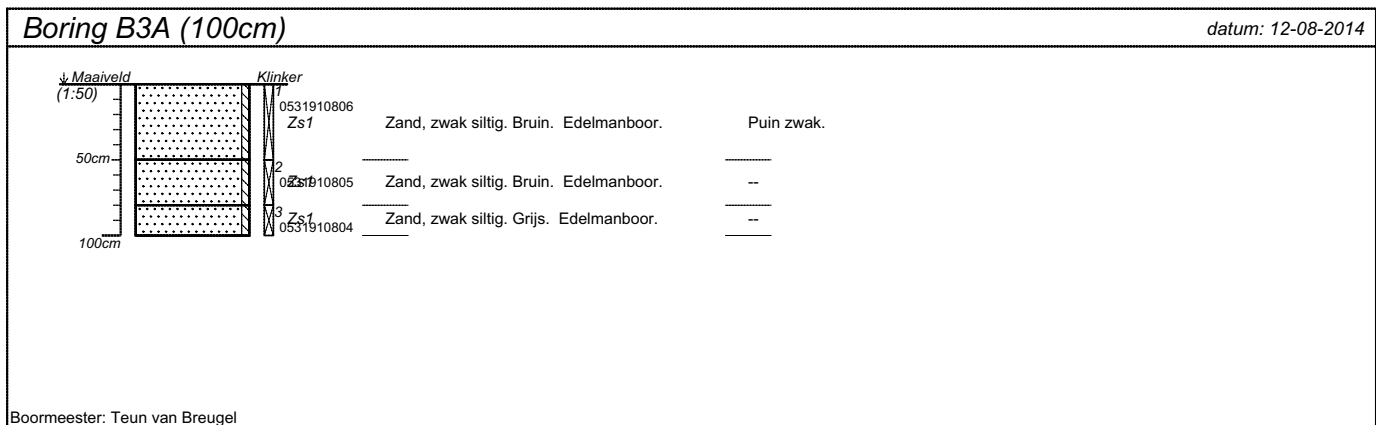 Boring B3A (100cm) datum: 12-08-2014
Maaiveld Klinker
(1:50) 1
0531910806
Zs1 Zand, zwak siltig. Bruin. Edelmanboor. Puin zwak.
50cm
2
0531910805 Zs1 Zand, zwak siltig. Bruin. Edelmanboor. --
3
Zs1 Zand, zwak siltig. Grijs. Edelmanboor. --
0531910804
100cm
Boormeester: Teun van Breugel